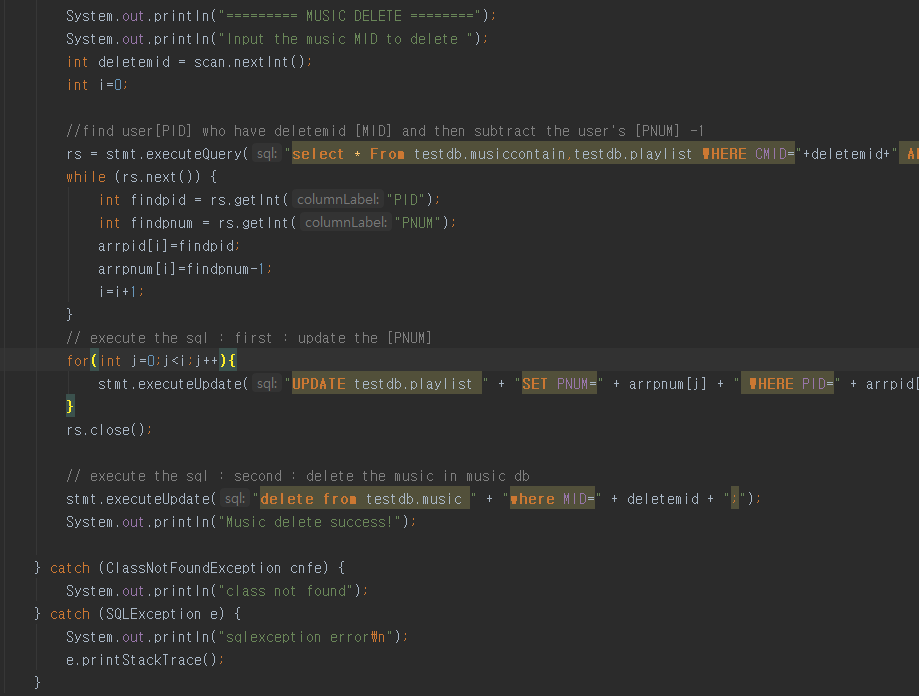 System.out.println("========= MUSIC DELETE ========");
System.out.println("Input the music MID to delete ");
int deletemid = scan.nextInt();
int i=0;
//find user[PID] who have deletemid [MID] and then subtract the user's [PNUM] -1
rs = stmt.executeQuery( sql: "select * From testdb.musiccontain,testdb.playlist WHERE CMID="+deletemid+"
while (rs.next()) {
int findpid = rs.getInt( columnLabel: "PID");
int findpnum = rs.getInt( columnLabel: "PNUM");
arrpid[i]=findpid;
arrpnum[i]=findpnum-1;
i=i+1;
}
// execute the sql : first : update the [PNUM]
for(int j=0;j<i;j++){
stmt.executeUpdate( sql: "UPDATE testdb.playlist " + "SET PNUM=" + arrpnum[j] + " WHERE PID=" + arrpid[
}
rs.close();
// execute the sql : second : delete the music in music db
stmt.executeUpdate( sql: "delete from testdb.music " + "where MID=" + deletemid + ";");
System.out.println("Music delete success!");
} catch (ClassNotFoundException cnfe) {
System.out.println("class not found");
} catch (SQLException e) {
System.out.println("sqlexception error₩n");
e.printStackTrace();
}